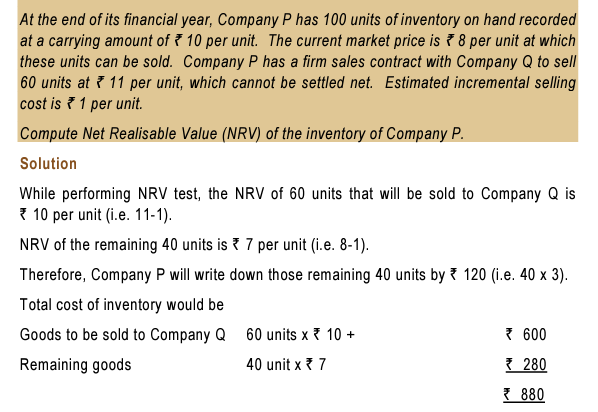 At the end of its financial year, Company P has 100 units of inventory on hand recorded
at a carrying amount of ₹ 10 per unit. The current market price is ₹ 8 per unit at which
these units can be sold. Company P has a firm sales contract with Company Q to sell
60 units at ₹ 11 per unit, which cannot be settled net. Estimated incremental selling
cost is ₹ 1 per unit.
Compute Net Realisable Value (NRV) of the inventory of Company P.
Solution
While performing NRV test, the NRV of 60 units that will be sold to Company Q is
₹ 10 per unit (i.e. 11-1).
NRV of the remaining 40 units is ₹ 7 per unit (i.e. 8-1).
Therefore, Company P will write down those remaining 40 units by ₹ 120 (i.e. 40 x 3).
Total cost of inventory would be
Goods to be sold to Company Q 60 units x ₹ 10 + ₹ 600
Remaining goods 40 unit x ₹ 7 ₹ 280
₹ 880